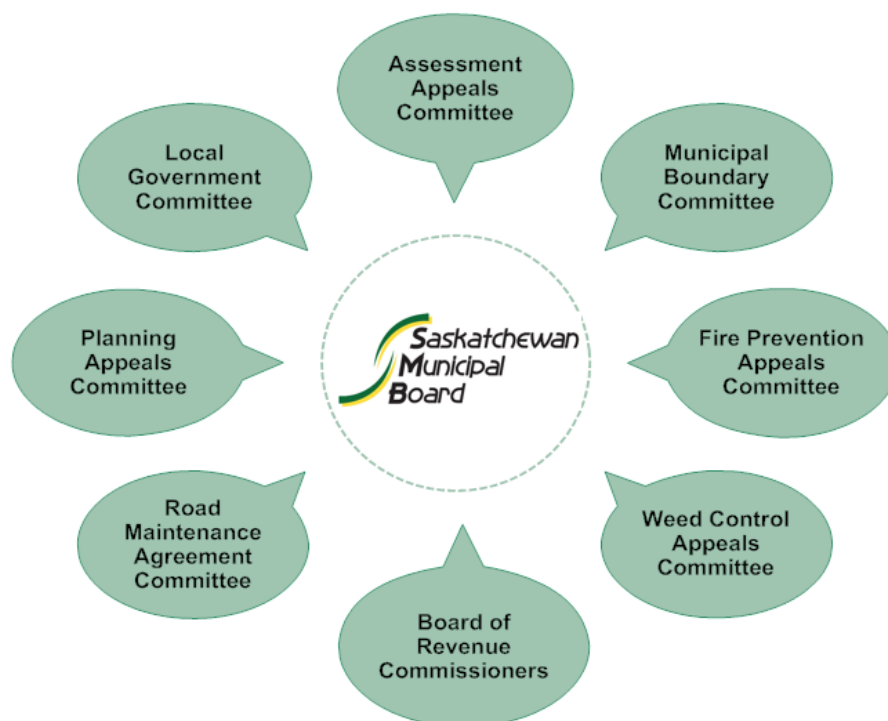 Assessment
Appeals
Committee
Local
Government
Committee
Municipal
Boundary
Committee
Planning
Appeals
Committee
Saskatchewan
Municipal
Board
Fire Prevention
Appeals
Committee
Road
Maintenance
Agreement
Committee
Weed Control
Appeals
Committee
Board of
Revenue
Commissioners